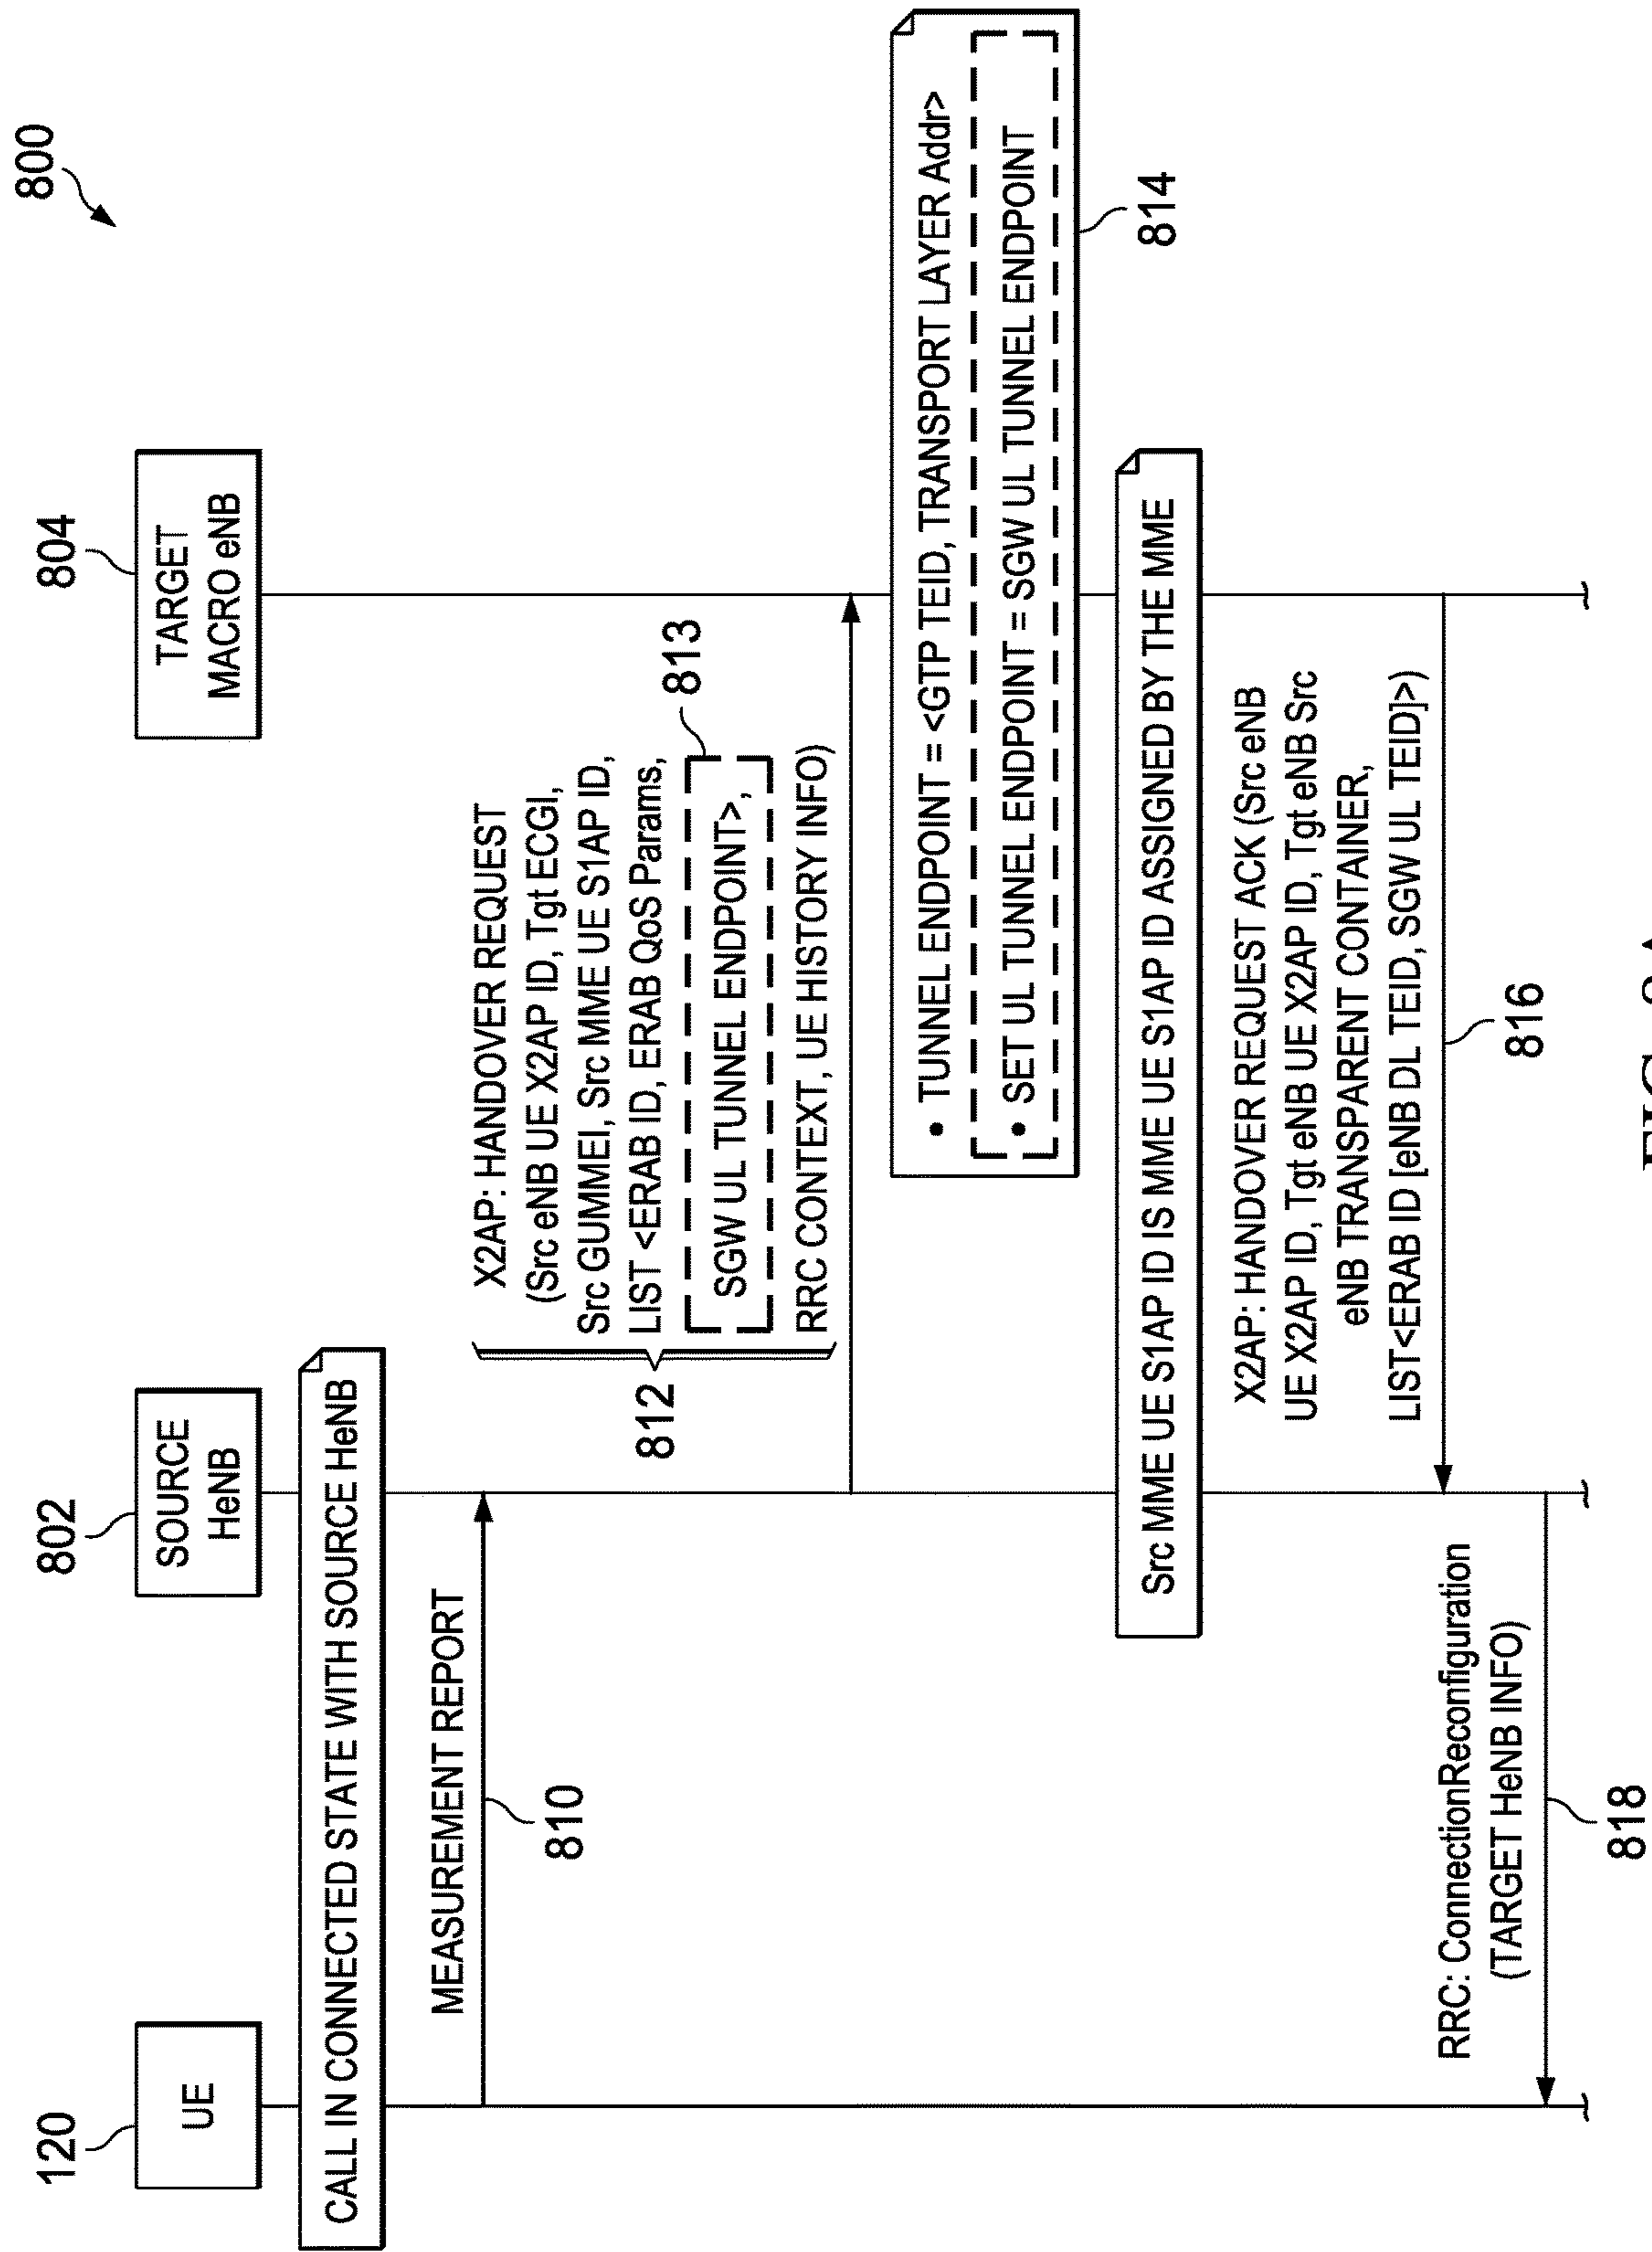 800
120
UE
802
SOURCE
HeNB
804
TARGET
MACRO eNB
CALL IN CONNECTED STATE WITH SOURCE HeNB
MEASUREMENT REPORT
810
X2AP: HANDOVER REQUEST
(Src eNB UE X2AP ID, Tgt ECGI,
Src GUMMEI, Src MME UE S1AP ID,
LIST <ERAB ID, ERAB QoS Params,
SGW UL TUNNEL ENDPOINT>,
RRC CONTEXT, UE HISTORY INFO)
812
813
• TUNNEL ENDPOINT = <GTP TEID, TRANSPORT LAYER Addr>
• SET UL TUNNEL ENDPOINT = SGW UL TUNNEL ENDPOINT
814
Src MME UE S1AP ID IS MME UE S1AP ID ASSIGNED BY THE MME
X2AP: HANDOVER REQUEST ACK (Src eNB
UE X2AP ID, Tgt eNB UE X2AP ID, Tgt eNB Src
eNB TRANSPARENT CONTAINER,
LIST<ERAB ID [eNB DL TEID, SGW UL TEID]>)
816
RRC: ConnectionReconfiguration
(TARGET HeNB INFO)
818